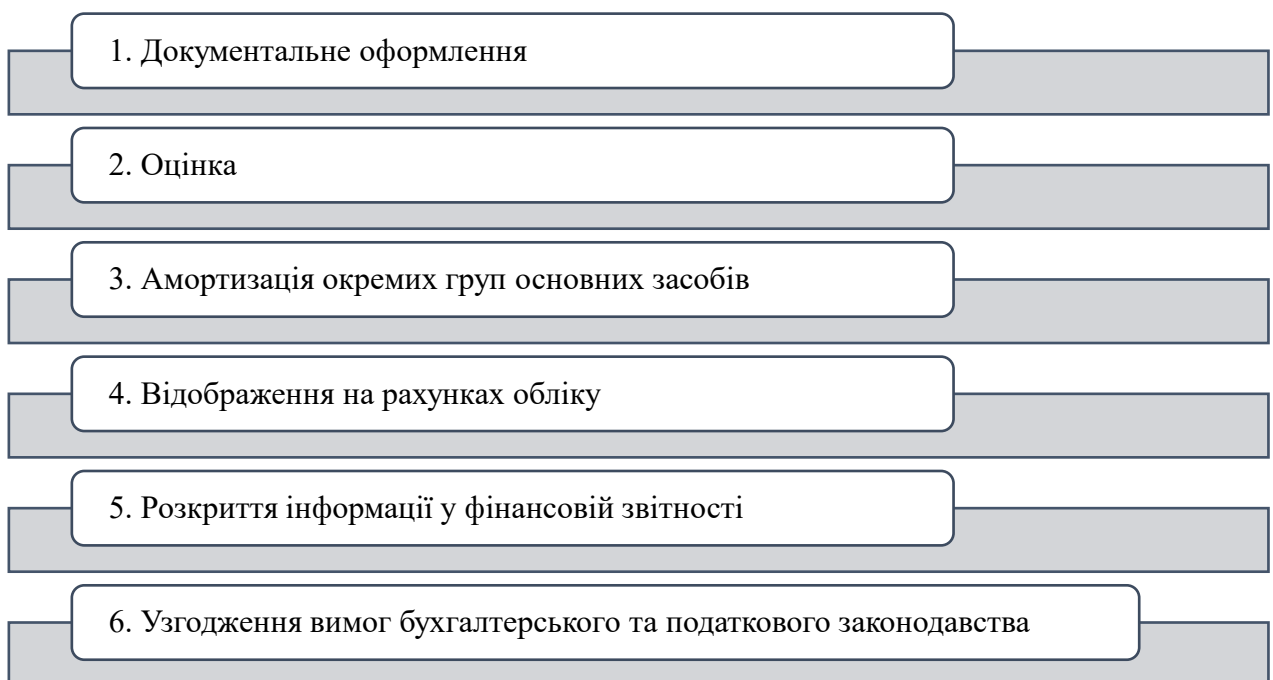 1. Документальне оформлення
2. Оцінка
3. Амортизація окремих груп основних засобів
4. Відображення на рахунках обліку
5. Розкриття інформації у фінансовій звітності
6. Узгодження вимог бухгалтерського та податкового законодавства